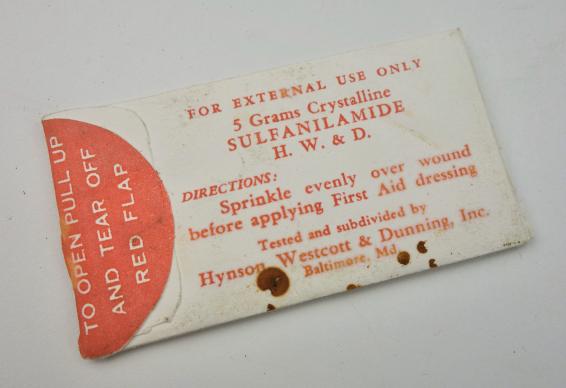 FOR EXTERNAL USE ONLY
5 Grams Crystalline
SULFANILAMIDE
H. W. & D.
DIRECTIONS:
Sprinkle evenly over wound
before applying First Aid dressing
Tested and subdivided by
Hynson Westcott & Dunning, Inc.
Baltimore, Md.
TO OPEN PULL UP
AND TEAR OFF
RED FLAP